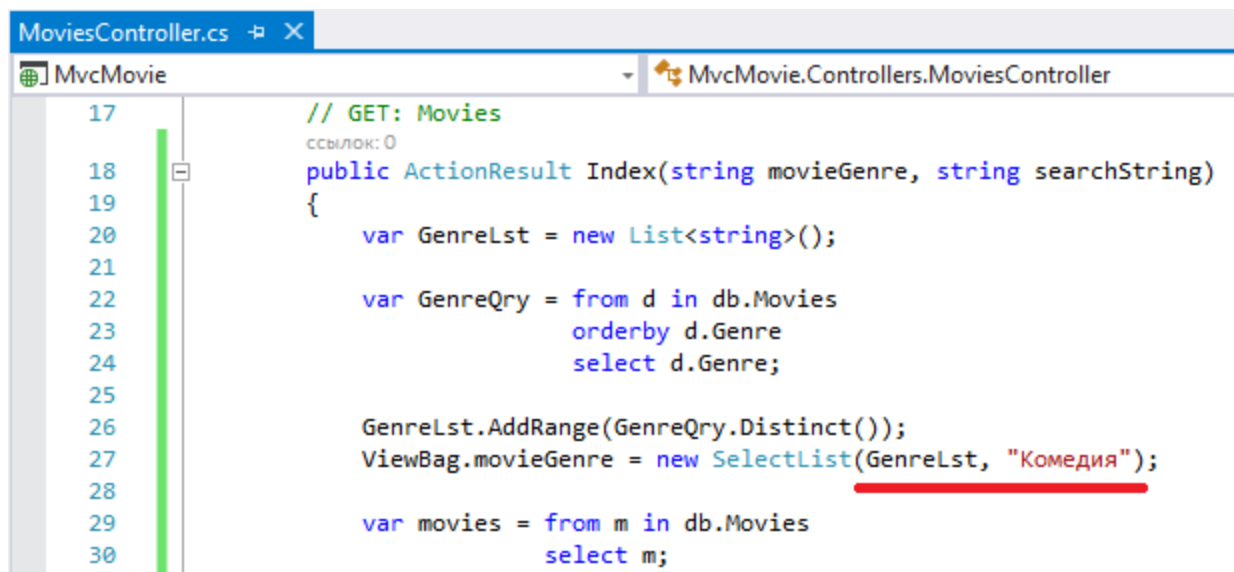 MoviesController.cs
MvcMovie MvcMovie.Controllers.MoviesController
17 // GET: Movies
ссылок: 0
18 public ActionResult Index(string movieGenre, string searchString)
19 {
20 var GenreLst = new List<string>();
21
22 var GenreQry = from d in db.Movies
23 orderby d.Genre
24 select d.Genre;
25
26 GenreLst.AddRange(GenreQry.Distinct());
27 ViewBag.movieGenre = new SelectList(GenreLst, "Комедия");
28
29 var movies = from m in db.Movies
30 select m;